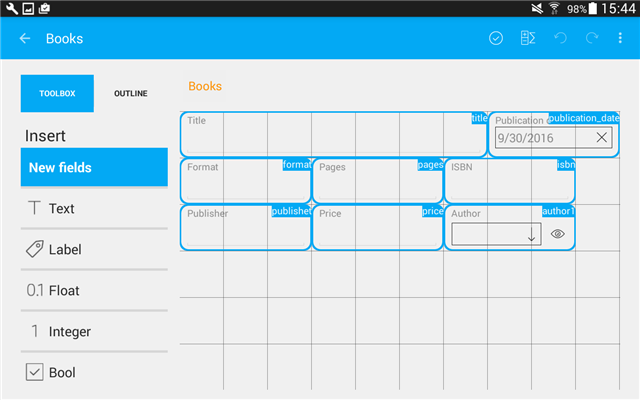 98% 15:44
Books
TOOLBOX OUTLINE
Books
Insert
New fields
Text
Label
0.1 Float
1 Integer
Bool
Title title
Publication publication_date
9/30/2016
Format format
Pages pages
ISBN isbn
Publisher publisher
Price price
Author author1